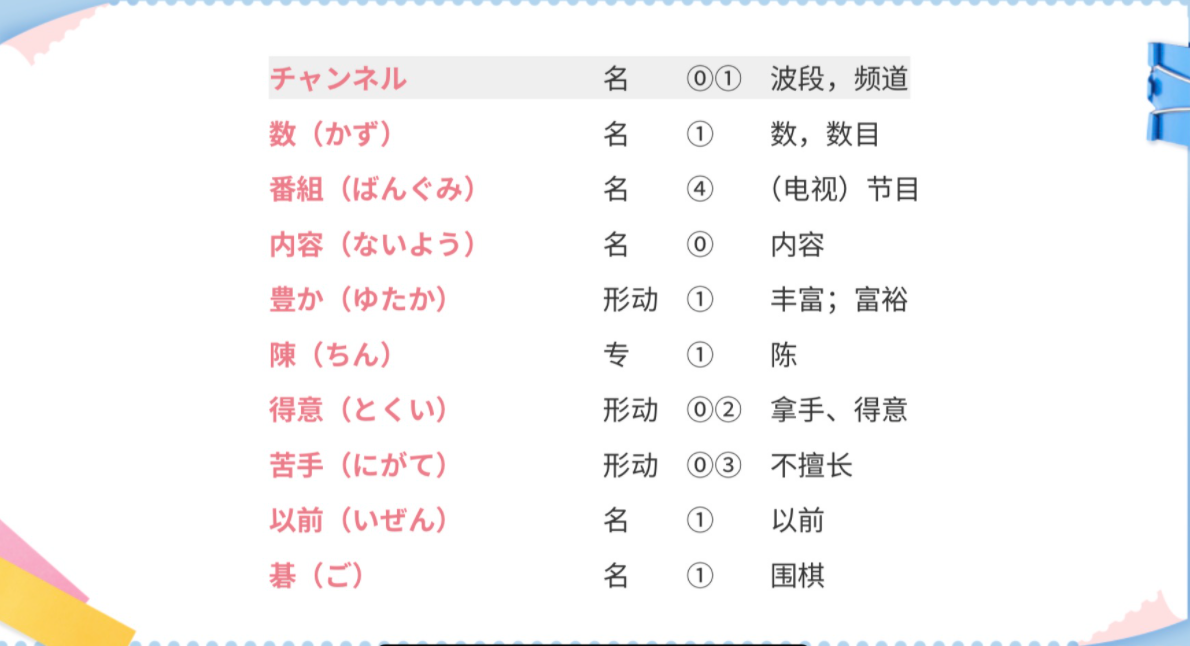 チャンネル 名 ⓪① 波段，频道
数（かず） 名 ① 数，数目
番組（ばんぐみ） 名 ④ （电视）节目
内容（ないよう） 名 ⓪ 内容
豊か（ゆたか） 形动 ① 丰富；富裕
陳（ちん） 专 ① 陈
得意（とくい） 形动 ⓪② 拿手、得意
苦手（にがて） 形动 ⓪③ 不擅长
以前（いぜん） 名 ① 以前
碁（ご） 名 ① 围棋